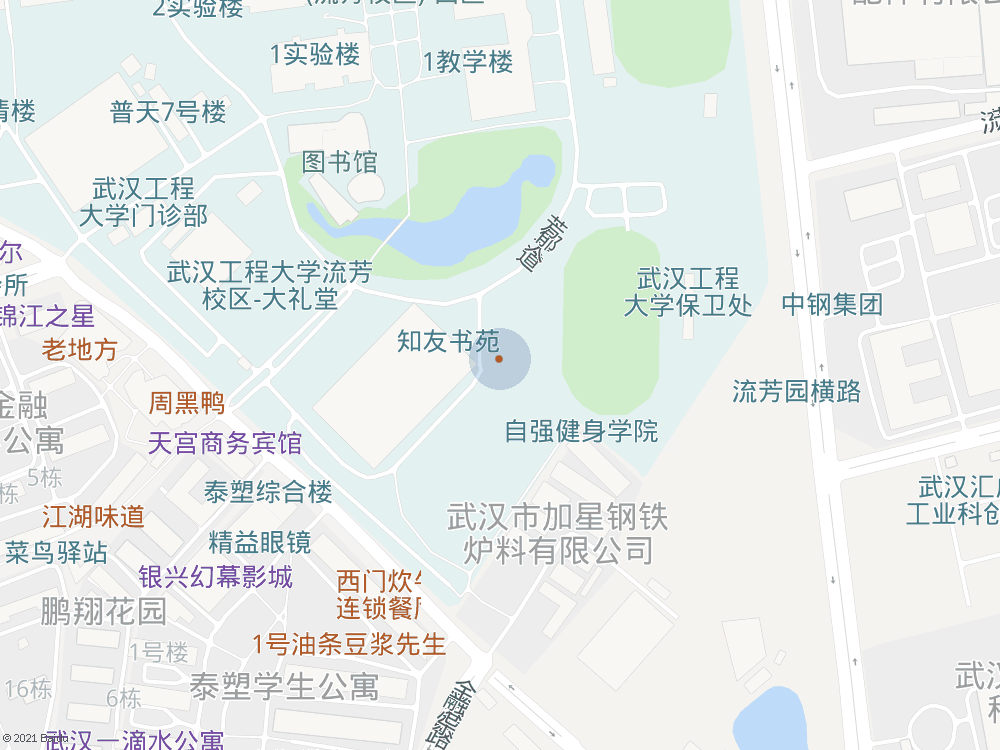 2实验楼
1实验楼
1教学楼
普天7号楼
图书馆
武汉工程
大学门诊部
武汉工程大学流芳
校区-大礼堂
武汉工程
大学保卫处
中钢集团
锦江之星
老地方
知友书苑
周黑鸭
流芳园横路
金融
公寓
天宫商务宾馆
自强健身学院
5栋
泰塑综合楼
江湖味道
武汉市加星钢铁
炉料有限公司
武汉汇
工业科创
菜鸟驿站
精益眼镜
银兴幻幕影城
西门炊
连锁餐
鹏翔花园
1号油条豆浆先生
1号楼
16栋
6栋
泰塑学生公寓
武汉一滴水公寓
© 2021 Baidu